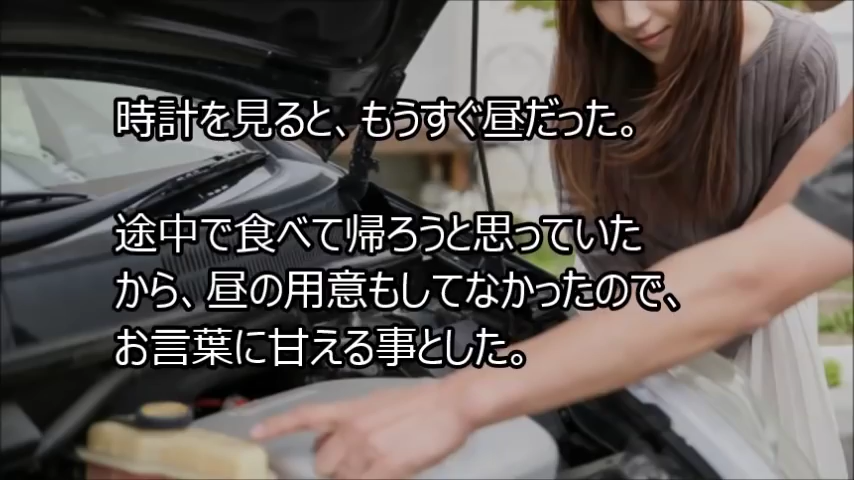 時計を見ると、もうすぐ昼だった。
途中で食べて帰ろうと思っていた
から、昼の用意もしてなかったので、
お言葉に甘える事とした。